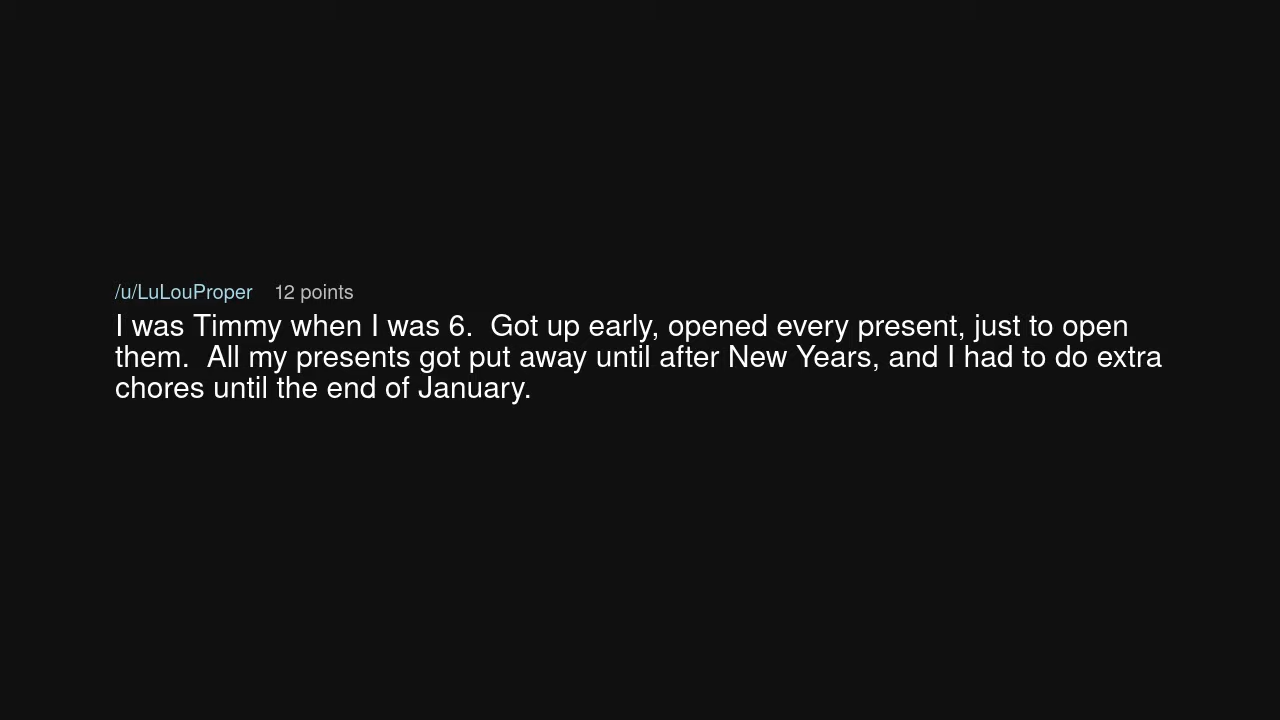 /u/LuLouProper 12 points
I was Timmy when I was 6.  Got up early, opened every present, just to open
them.  All my presents got put away until after New Years, and I had to do extra
chores until the end of January.